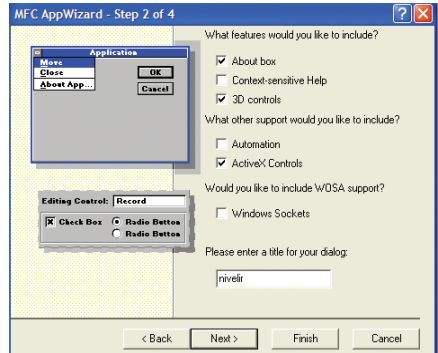 MFC AppWizard - Step 2 of 4
What features would you like to include?
Application
Move
Close
About App...
OK
Cancel
About box
Context-sensitive Help
3D controls
What other support would you like to include?
Automation
ActiveX Controls
Editing Control: Record
Check Box
Radio Button
Radio Button
Would you like to include WOSA support?
Windows Sockets
Please enter a title for your dialog:
nivelir
< Back
Next >
Finish
Cancel